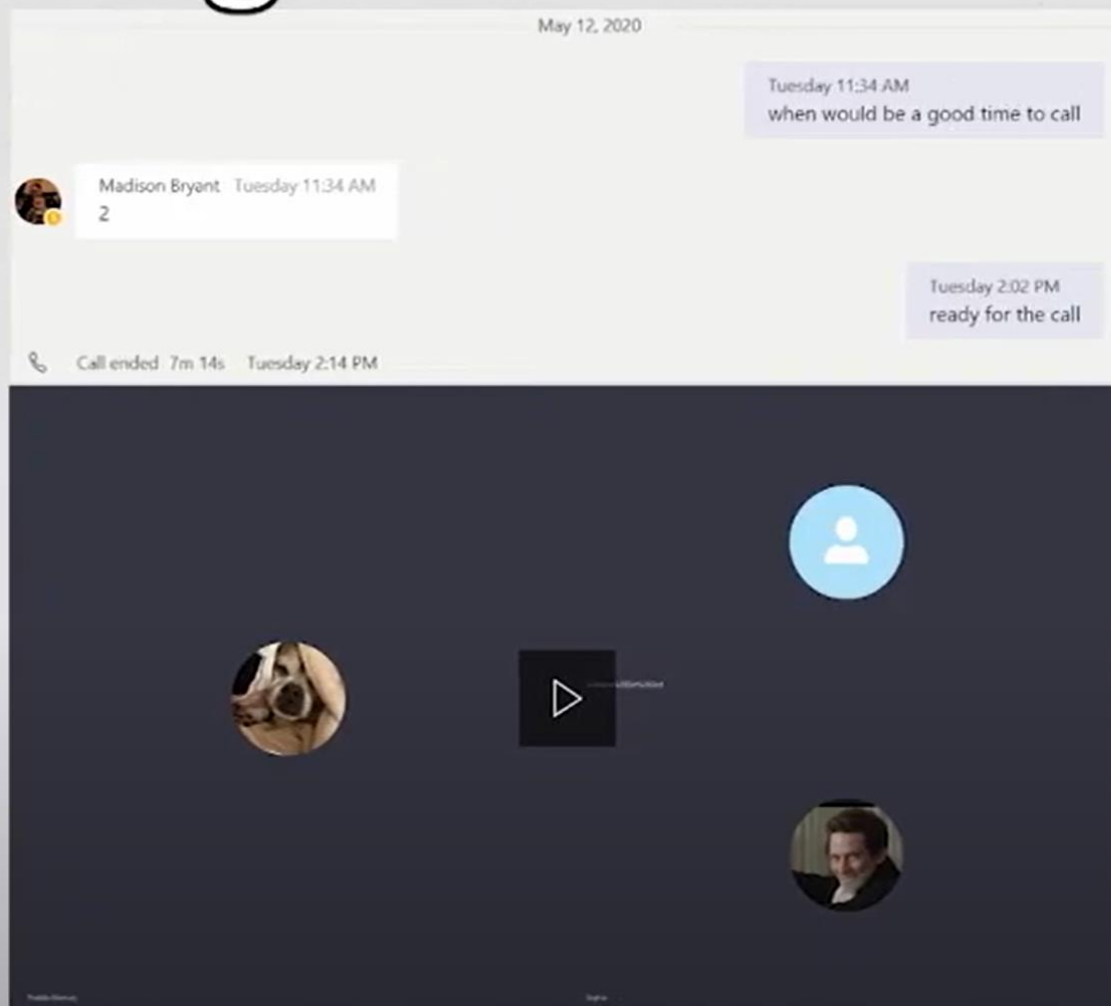 May 12, 2020
Tuesday 11:34 AM
when would be a good time to call
Madison Bryant Tuesday 11:34 AM
2
Tuesday 2:02 PM
ready for the call
Call ended 7m 14s Tuesday 2:14 PM